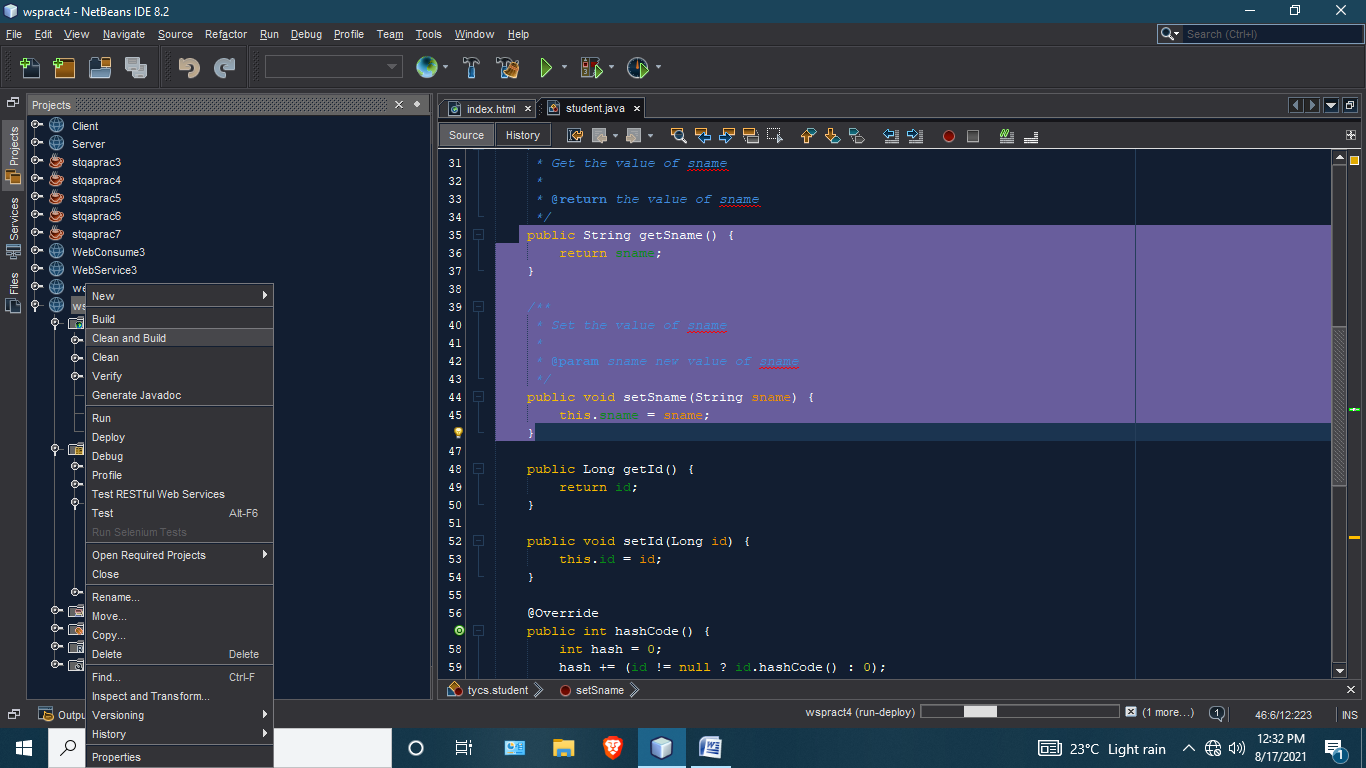 wspract4 - NetBeans IDE 8.2
File Edit View Navigate Source Refactor Run Debug Profile Team Tools Window Help
Search (Ctrl+I)
Projects
Services
Files
Projects
Client
Server
stqaprac3
stqaprac4
stqaprac5
stqaprac6
stqaprac7
WebConsume3
WebService3
we
ws
New
Build
Clean and Build
Clean
Verify
Generate Javadoc
Run
Deploy
Debug
Profile
Test RESTful Web Services
Test Alt-F6
Run Selenium Tests
Open Required Projects
Close
Rename...
Move...
Copy...
Delete Delete
Find... Ctrl-F
Inspect and Transform...
Versioning
History
Properties
index.html student.java
Source History
31 * Get the value of sname
32 *
33 * @return the value of sname
34 */
35 public String getSname() {
36 return sname;
37 }
38
39 /**
40 * Set the value of sname
41 *
42 * @param sname new value of sname
43 */
44 public void setSname(String sname) {
45 this.sname = sname;
}
47
48 public Long getId() {
49 return id;
50 }
51
52 public void setId(Long id) {
53 this.id = id;
54 }
55
56 @Override
public int hashCode() {
58 int hash = 0;
59 hash += (id != null ? id.hashCode() : 0);
tycs.student setSname
Outpu
wspract4 (run-deploy) (1 more...) 1 46:6/12:223 INS
23°C Light rain 12:32 PM
8/17/2021
1